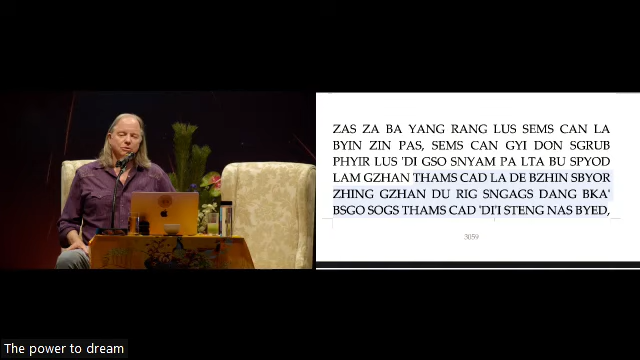 ZAS ZA BA YANG RANG LUS SEMS CAN LA
BYIN ZIN PAS, SEMS CAN GYI DON SGRUB
PHYIR LUS 'DI GSO SNYAM PA LTA BU SPYOD
LAM GZHAN THAMS CAD LA DE BZHIN SBYOR
ZHING GZHAN DU RIG SNGAGS DANG BKA'
BSGO SOGS THAMS CAD 'DI'I STENG NAS BYED,
3059
The power to dream